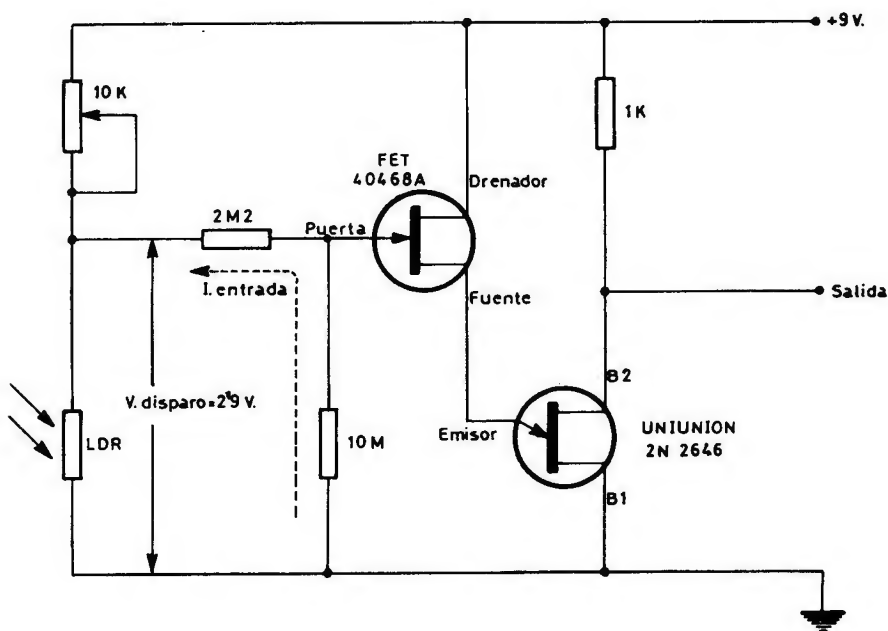 +9 V.
10 K
1K
FET
40468A
Drenador
2M2
Puerta
I. entrada
Fuente
Salida
B2
V. disparo=2'9 V.
UNIUNION
2N 2646
Emisor
LDR
10 M
B1